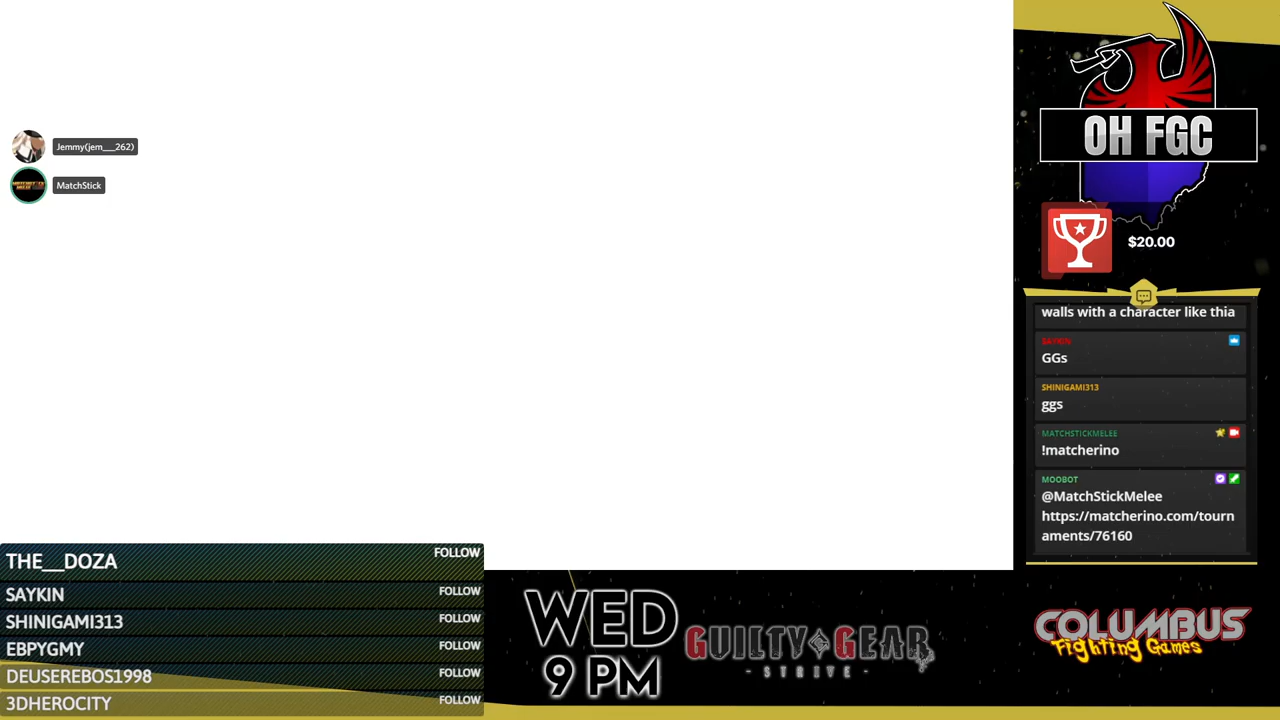 Jemmy(jem___262)
MatchStick
OH FGC
$20.00
walls with a character like thia
SAYKIN
GGs
SHINIGAMI313
ggs
MATCHSTICKMELEE
!matcherino
MOOBOT
@MatchStickMelee
https://matcherino.com/tourn
aments/76160
THE__DOZA FOLLOW
SAYKIN FOLLOW
SHINIGAMI313 FOLLOW
EBPYGMY FOLLOW
DEUSEREBOS1998 FOLLOW
3DHEROCITY FOLLOW
WED
9 PM
GUILTY GEAR
- STRIVE -
COLUMBUS
Fighting Games